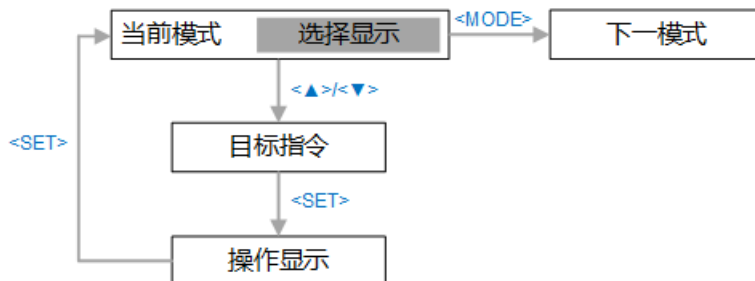 当前模式 选择显示 <MODE> 下一模式
<▲>/<▼>
<SET> 目标指令
<SET>
操作显示